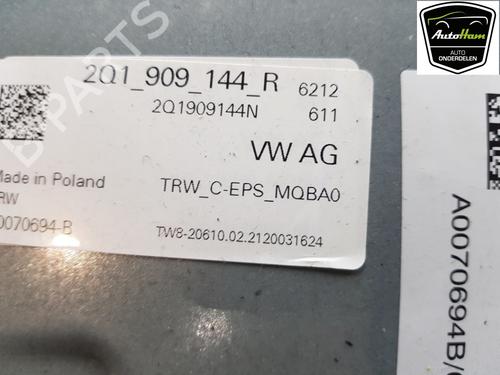 AutoHam
AUTO
ONDERDELEN
2Q1_909_144_R 6212
2Q1909144N 611
VW AG
Made in Poland
TRW_C-EPS_MQBA0
TW8-20610.02.2120031624
A0070694B/